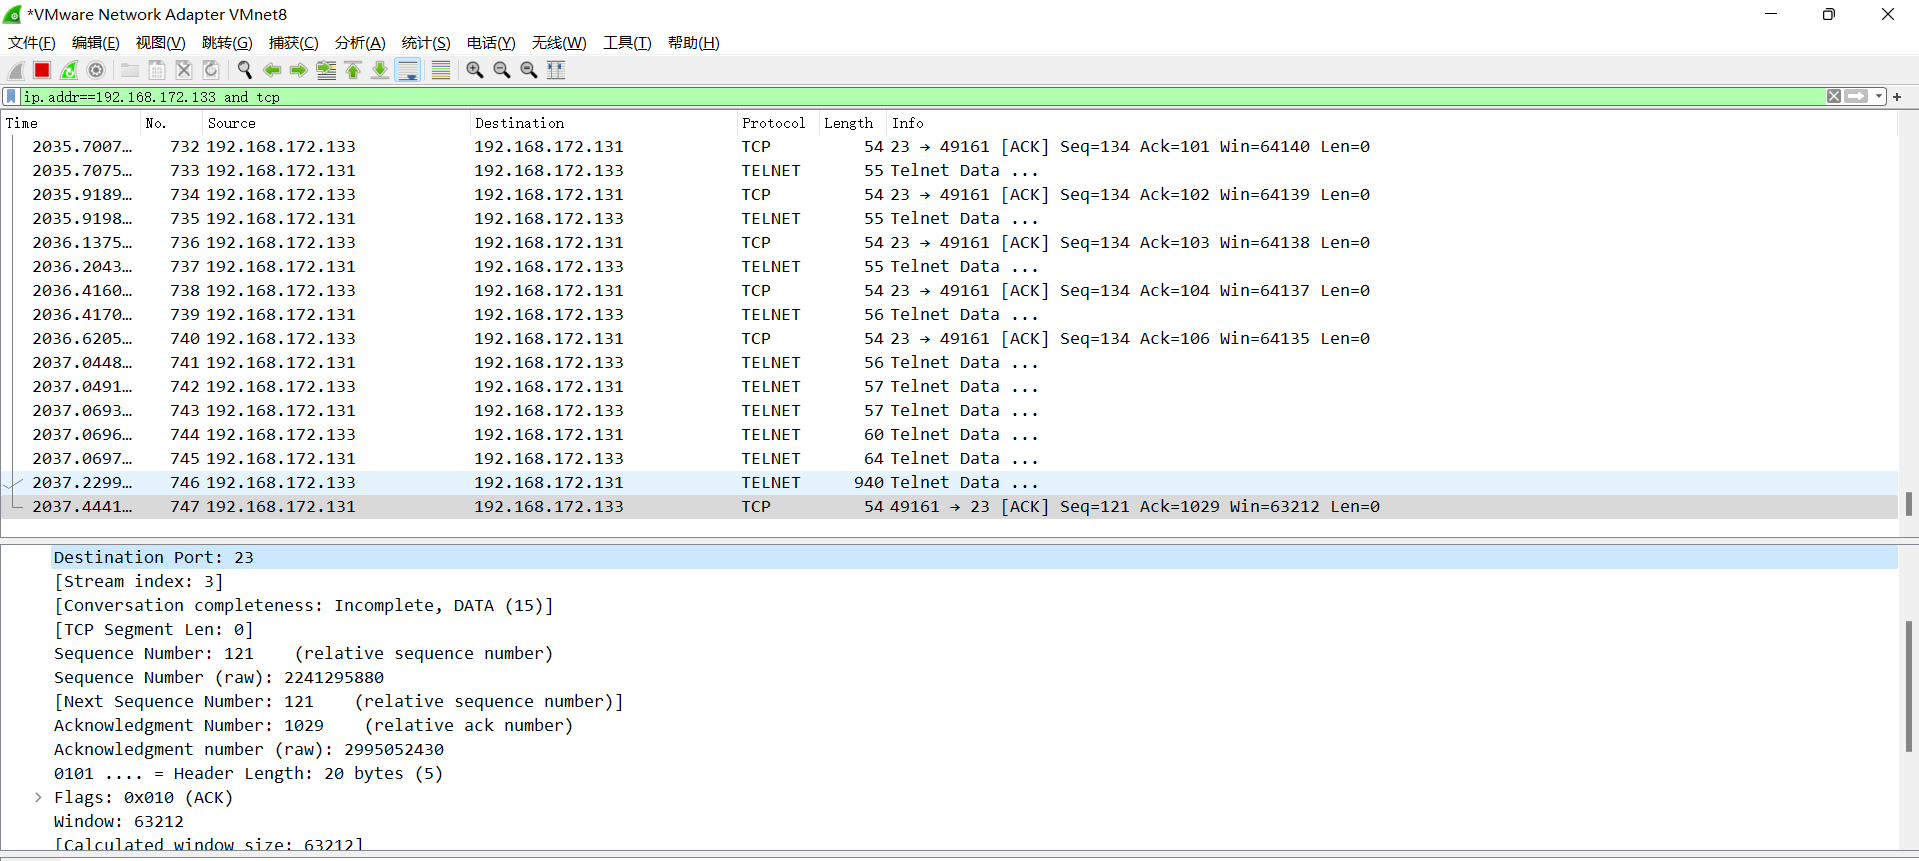 *VMware Network Adapter VMnet8
文件(F) 编辑(E) 视图(V) 跳转(G) 捕获(C) 分析(A) 统计(S) 电话(Y) 无线(W) 工具(T) 帮助(H)
ip.addr==192.168.172.133 and tcp
Time No. Source Destination Protocol Length Info
2035.7007… 732 192.168.172.133 192.168.172.131 TCP 54 23 → 49161 [ACK] Seq=134 Ack=101 Win=64140 Len=0
2035.7075… 733 192.168.172.131 192.168.172.133 TELNET 55 Telnet Data ...
2035.9189… 734 192.168.172.133 192.168.172.131 TCP 54 23 → 49161 [ACK] Seq=134 Ack=102 Win=64139 Len=0
2035.9198… 735 192.168.172.131 192.168.172.133 TELNET 55 Telnet Data ...
2036.1375… 736 192.168.172.133 192.168.172.131 TCP 54 23 → 49161 [ACK] Seq=134 Ack=103 Win=64138 Len=0
2036.2043… 737 192.168.172.131 192.168.172.133 TELNET 55 Telnet Data ...
2036.4160… 738 192.168.172.133 192.168.172.131 TCP 54 23 → 49161 [ACK] Seq=134 Ack=104 Win=64137 Len=0
2036.4170… 739 192.168.172.131 192.168.172.133 TELNET 56 Telnet Data ...
2036.6205… 740 192.168.172.133 192.168.172.131 TCP 54 23 → 49161 [ACK] Seq=134 Ack=106 Win=64135 Len=0
2037.0448… 741 192.168.172.131 192.168.172.133 TELNET 56 Telnet Data ...
2037.0491… 742 192.168.172.133 192.168.172.131 TELNET 57 Telnet Data ...
2037.0693… 743 192.168.172.131 192.168.172.133 TELNET 57 Telnet Data ...
2037.0696… 744 192.168.172.133 192.168.172.131 TELNET 60 Telnet Data ...
2037.0697… 745 192.168.172.131 192.168.172.133 TELNET 64 Telnet Data ...
2037.2299… 746 192.168.172.133 192.168.172.131 TELNET 940 Telnet Data ...
2037.4441… 747 192.168.172.131 192.168.172.133 TCP 54 49161 → 23 [ACK] Seq=121 Ack=1029 Win=63212 Len=0
Destination Port: 23
[Stream index: 3]
[Conversation completeness: Incomplete, DATA (15)]
[TCP Segment Len: 0]
Sequence Number: 121 (relative sequence number)
Sequence Number (raw): 2241295880
[Next Sequence Number: 121 (relative sequence number)]
Acknowledgment Number: 1029 (relative ack number)
Acknowledgment number (raw): 2995052430
0101 .... = Header Length: 20 bytes (5)
Flags: 0x010 (ACK)
Window: 63212
[Calculated window size: 63212]